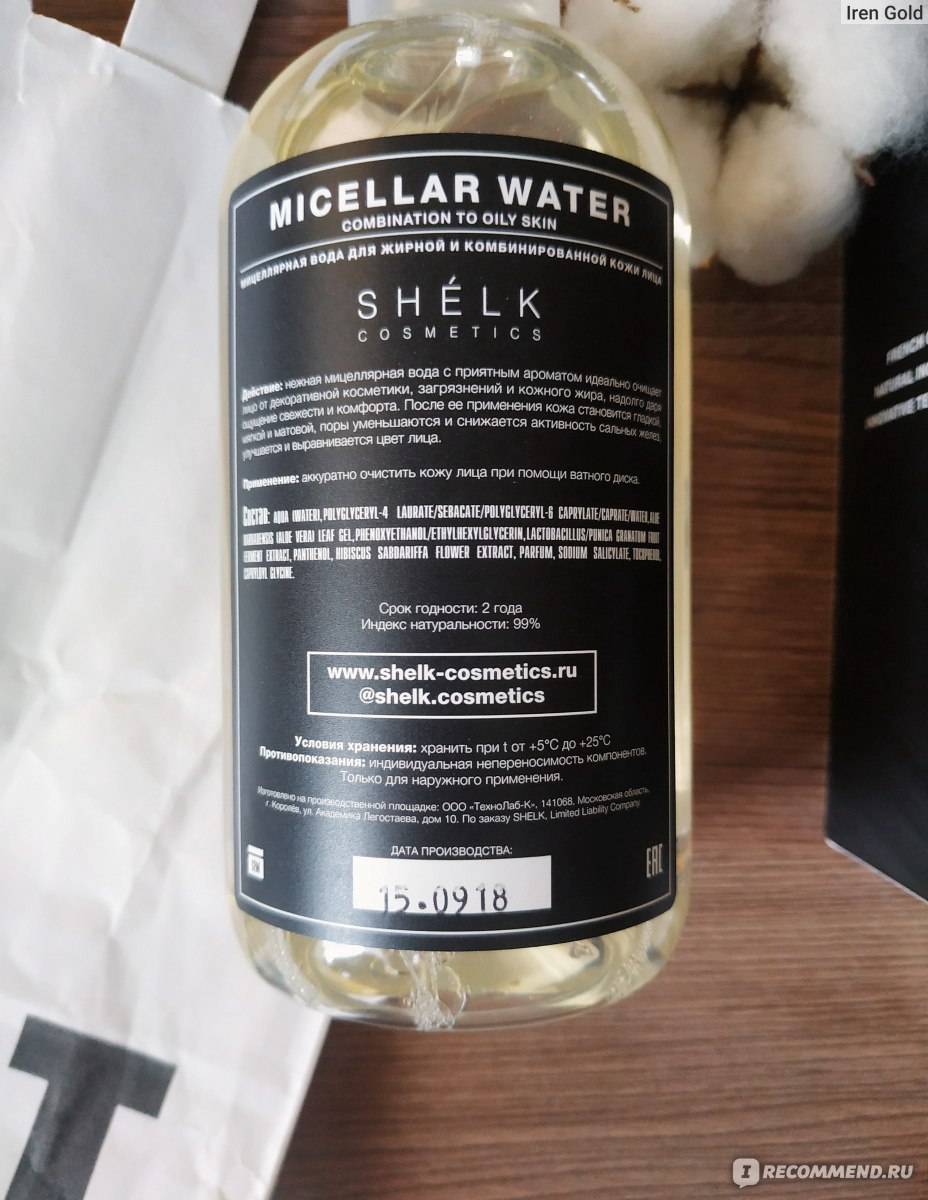 Iren Gold
MICELLAR WATER
COMBINATION TO OILY SKIN
МИЦЕЛЛЯРНАЯ ВОДА ДЛЯ ЖИРНОЙ И КОМБИНИРОВАННОЙ КОЖИ ЛИЦА
SHÉLK
COSMETICS
Действие: нежная мицеллярная вода с приятным ароматом идеально очищает
лицо от декоративной косметики, загрязнений и кожного жира, надолго даря
ощущение свежести и комфорта. После ее применения кожа становится гладкой,
мягкой и матовой, поры уменьшаются и снижается активность сальных желез,
улучшается и выравнивается цвет лица.
Применение: аккуратно очистить кожу лица при помощи ватного диска.
Состав: AQUA (WATER), POLYGLYCERYL-4 LAURATE/SEBACATE/POLYGLYCERYL-6 CAPRYLATE/CAPRATE/WATER, ALOE
BARBADENSIS (ALOE VERA) LEAF GEL, PHENOXYETHANOL/ETHYLHEXYLGLYCERIN, LACTOBACILLUS/PUNICA GRANATUM FRUIT
FERMENT EXTRACT, PANTHENOL, HIBISCUS SABDARIFFA FLOWER EXTRACT, PARFUM, SODIUM SALICYLATE, TOCOPHEROL,
CAPRYLOYL GLYCINE.
Срок годности: 2 года
Индекс натуральности: 99%
www.shelk-cosmetics.ru
@shelk.cosmetics
Условия хранения: хранить при t от +5°C до +25°C
Противопоказания: индивидуальная непереносимость компонентов.
Только для наружного применения.
Изготовлено на производственной площадке: ООО «ТехноЛаб-К», 141068, Московская область,
г. Королёв, ул. Академика Легостаева, дом 10. По заказу SHELK, Limited Liability Company.
ДАТА ПРОИЗВОДСТВА:
12M
EAC
15.0918
FRENCH
NATURAL
T
IRECOMMEND.RU